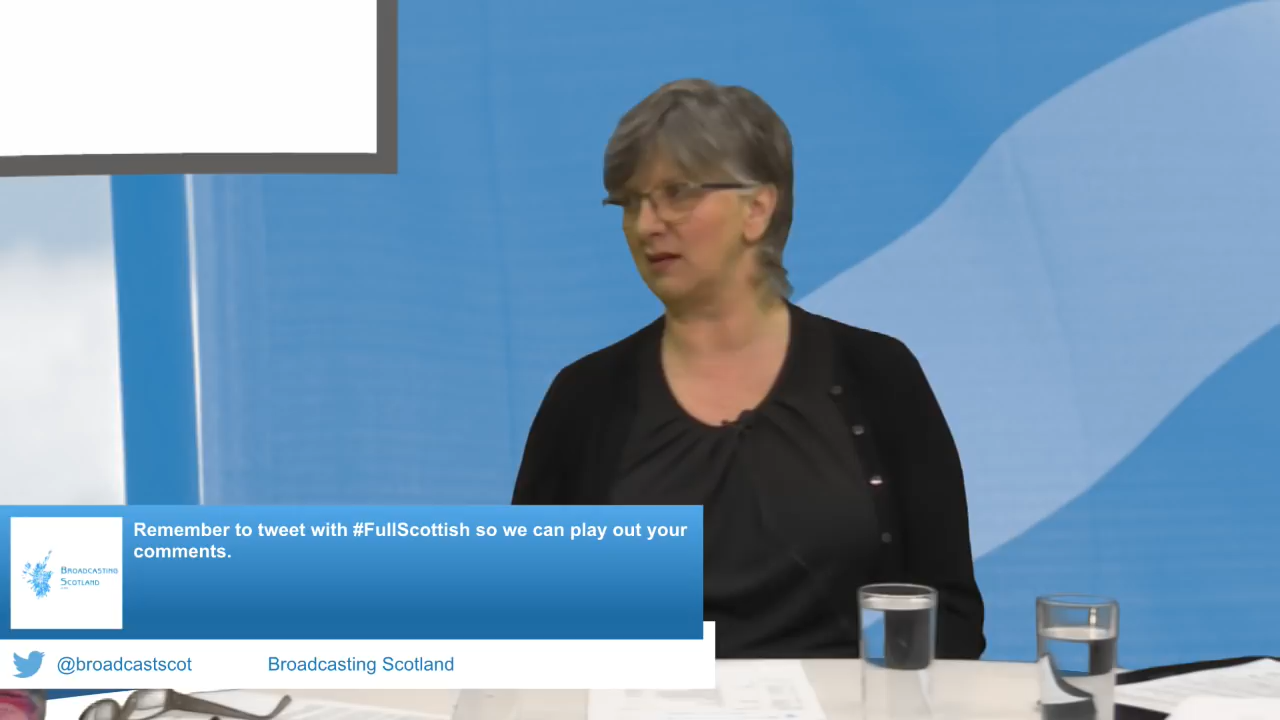 Remember to tweet with #FullScottish so we can play out your
comments.
BROADCASTING
SCOTLAND
@broadcastscot
Broadcasting Scotland